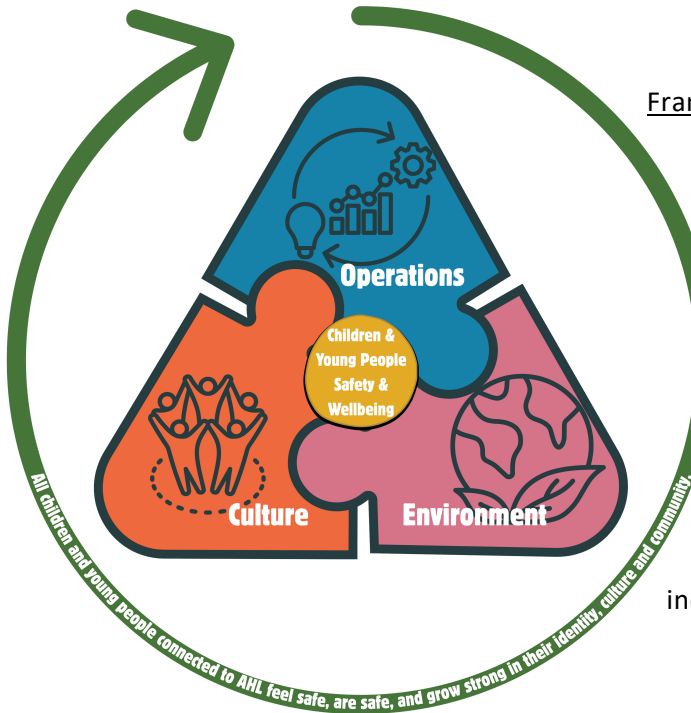 Fran
Operations
Children &
Young People
Safety &
Wellbeing
Culture
Environment
All children and young people connected to AHL feel safe, are safe, and grow strong in their identity, culture and community.
in